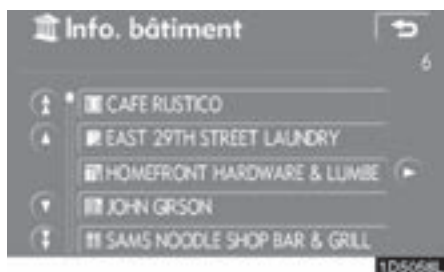 Info. bâtiment
6
CAFE RUSTICO
EAST 29TH STREET LAUNDRY
HOMEFRONT HARDWARE & LUMBE
JOHN GIRSON
SAMS NOODLE SHOP BAR & GRILL